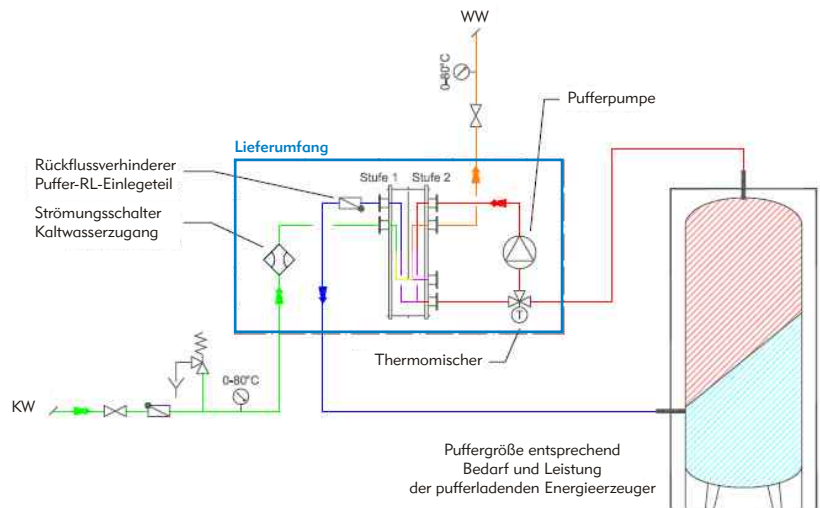 WW
0-80°C
Pufferpumpe
Lieferumfang
Rückflussverhinderer
Puffer-RL-Einlegeteil
Stufe 1 Stufe 2
Strömungsschalter
Kaltwasserzugang
T
Thermomischer
0-80°C
KW
Puffergröße entsprechend
Bedarf und Leistung
der pufferladenden Energieerzeuger